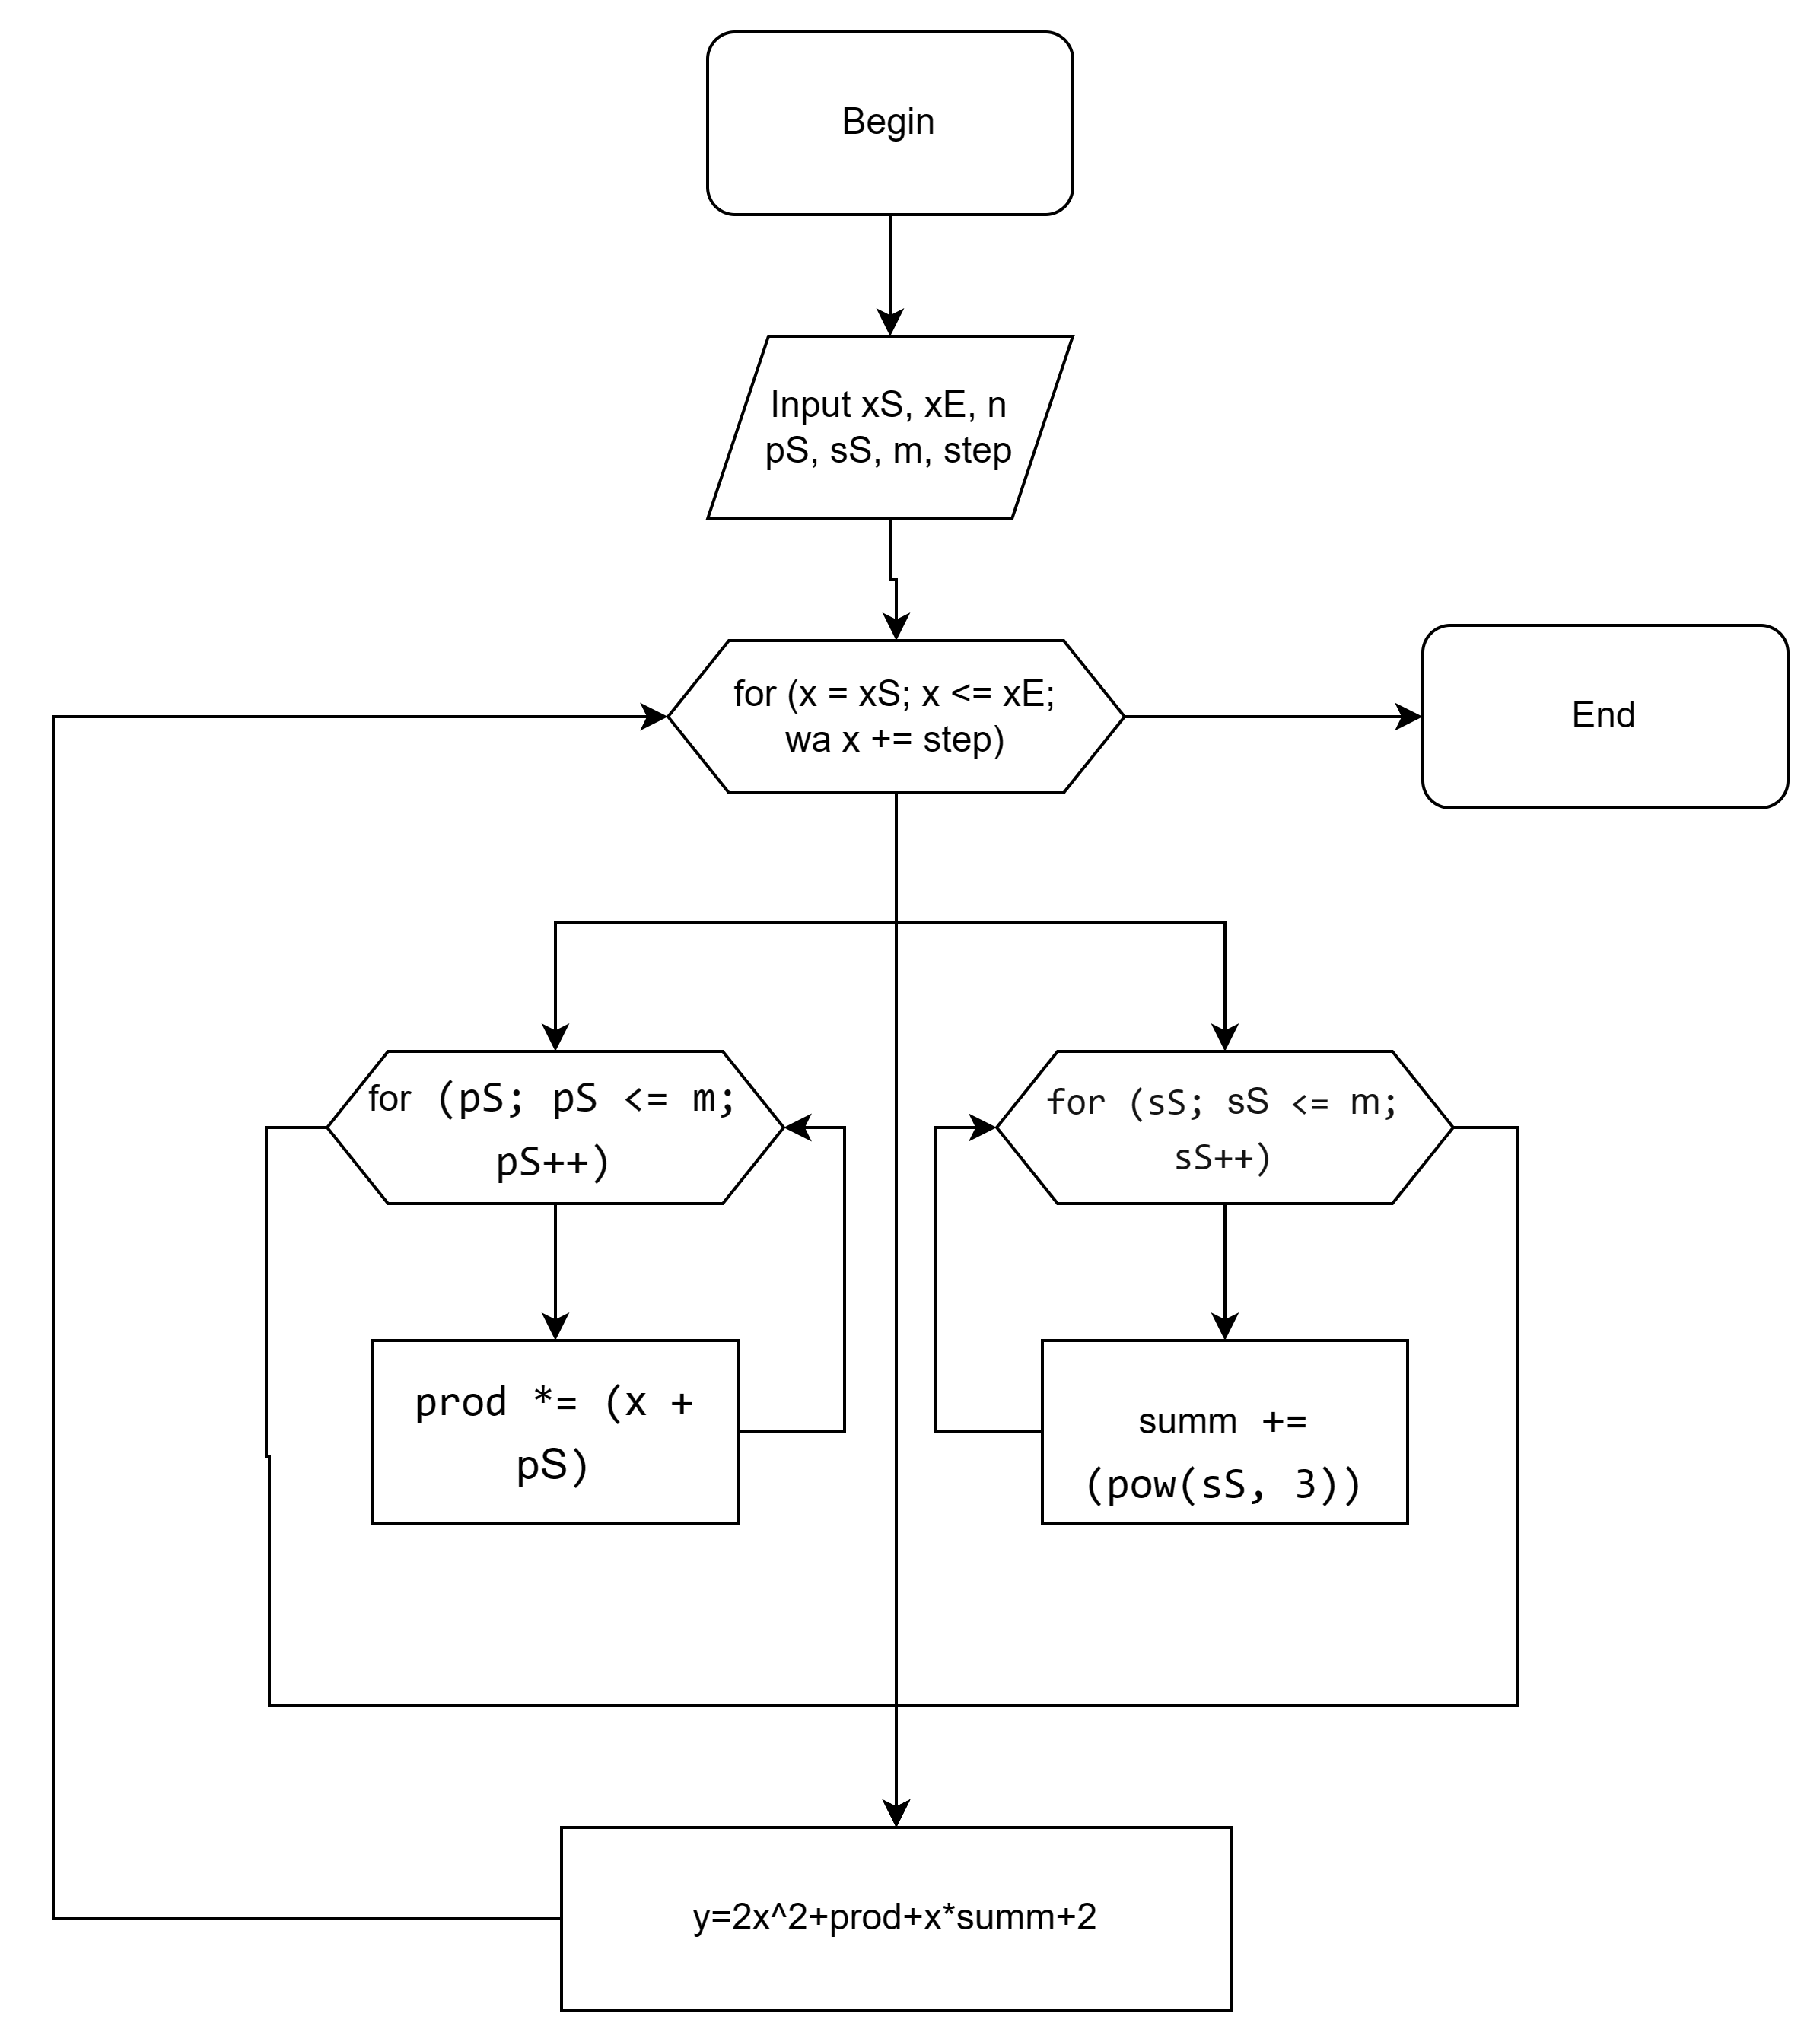 Begin
Input xS, xE, n
pS, sS, m, step
for (x = xS; x <= xE;
wa x += step)
End
for (pS; pS <= m;
pS++)
for (sS; sS <= m;
sS++)
prod *= (x +
pS)
summ +=
(pow(sS, 3))
y=2x^2+prod+x*summ+2